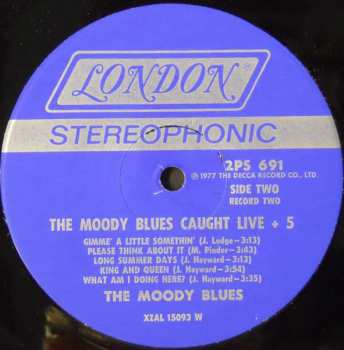 LONDON®
STEREOPHONIC
2PS 691
℗ 1977 THE DECCA RECORD CO., LTD.
SIDE TWO
RECORD TWO
THE MOODY BLUES CAUGHT LIVE + 5
GIMME' A LITTLE SOMETHIN' (J. Lodge—3:13)
PLEASE THINK ABOUT IT (M. Pinder—3:43)
LONG SUMMER DAYS (J. Hayward—3:13)
KING AND QUEEN (J. Hayward—3:54)
WHAT AM I DOING HERE? (J. Hayward—3:35)
THE MOODY BLUES
XZAL 15093 W